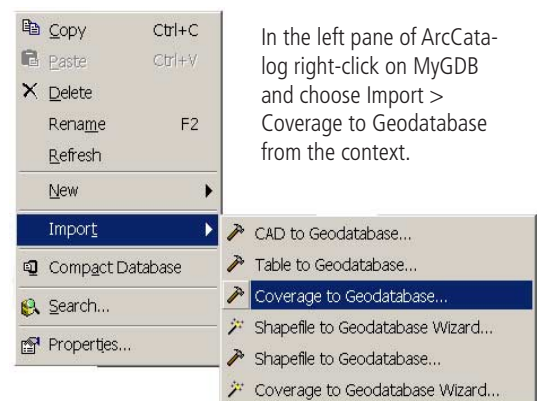 Copy Ctrl+C
Paste Ctrl+V
Delete
Rename F2
Refresh
New
Import
Compact Database
Search...
Properties...
In the left pane of ArcCata-
log right-click on MyGDB
and choose Import >
Coverage to Geodatabase
from the context.
CAD to Geodatabase...
Table to Geodatabase...
Coverage to Geodatabase...
Shapefile to Geodatabase Wizard...
Shapefile to Geodatabase...
Coverage to Geodatabase Wizard...